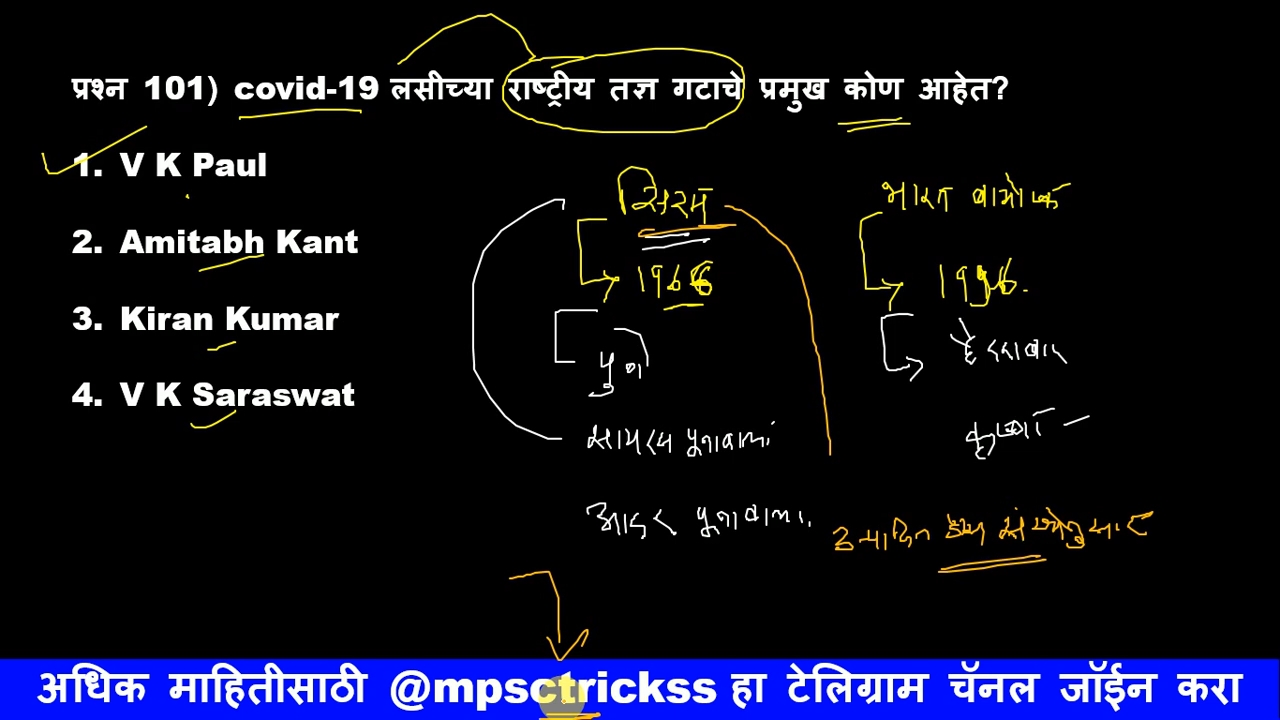 प्रश्न 101) covid-19 लसीच्या राष्ट्रीय तज्ञ गटाचे प्रमुख कोण आहेत?
1. V K Paul
2. Amitabh Kant
3. Kiran Kumar
4. V K Saraswat
सिरम
1966
पुणे
सायरस पुनावाला
आदर पुनावाला
भारत बायोटेक
1996.
अधिक माहितीसाठी @mpsctrickss हा टेलिग्राम चॅनल जॉईन करा